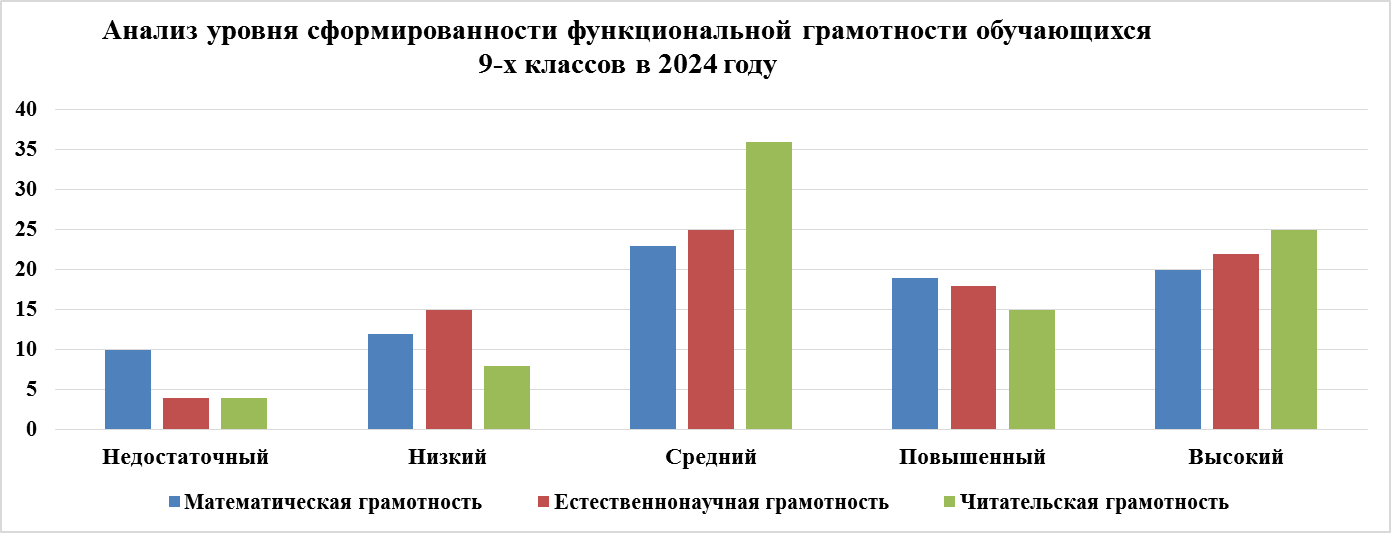 Анализ уровня сформированности функциональной грамотности обучающихся
9-х классов в 2024 году
40
35
30
25
20
15
10
5
0
Недостаточный Низкий Средний Повышенный Высокий
Математическая грамотность Естественнонаучная грамотность Читательская грамотность